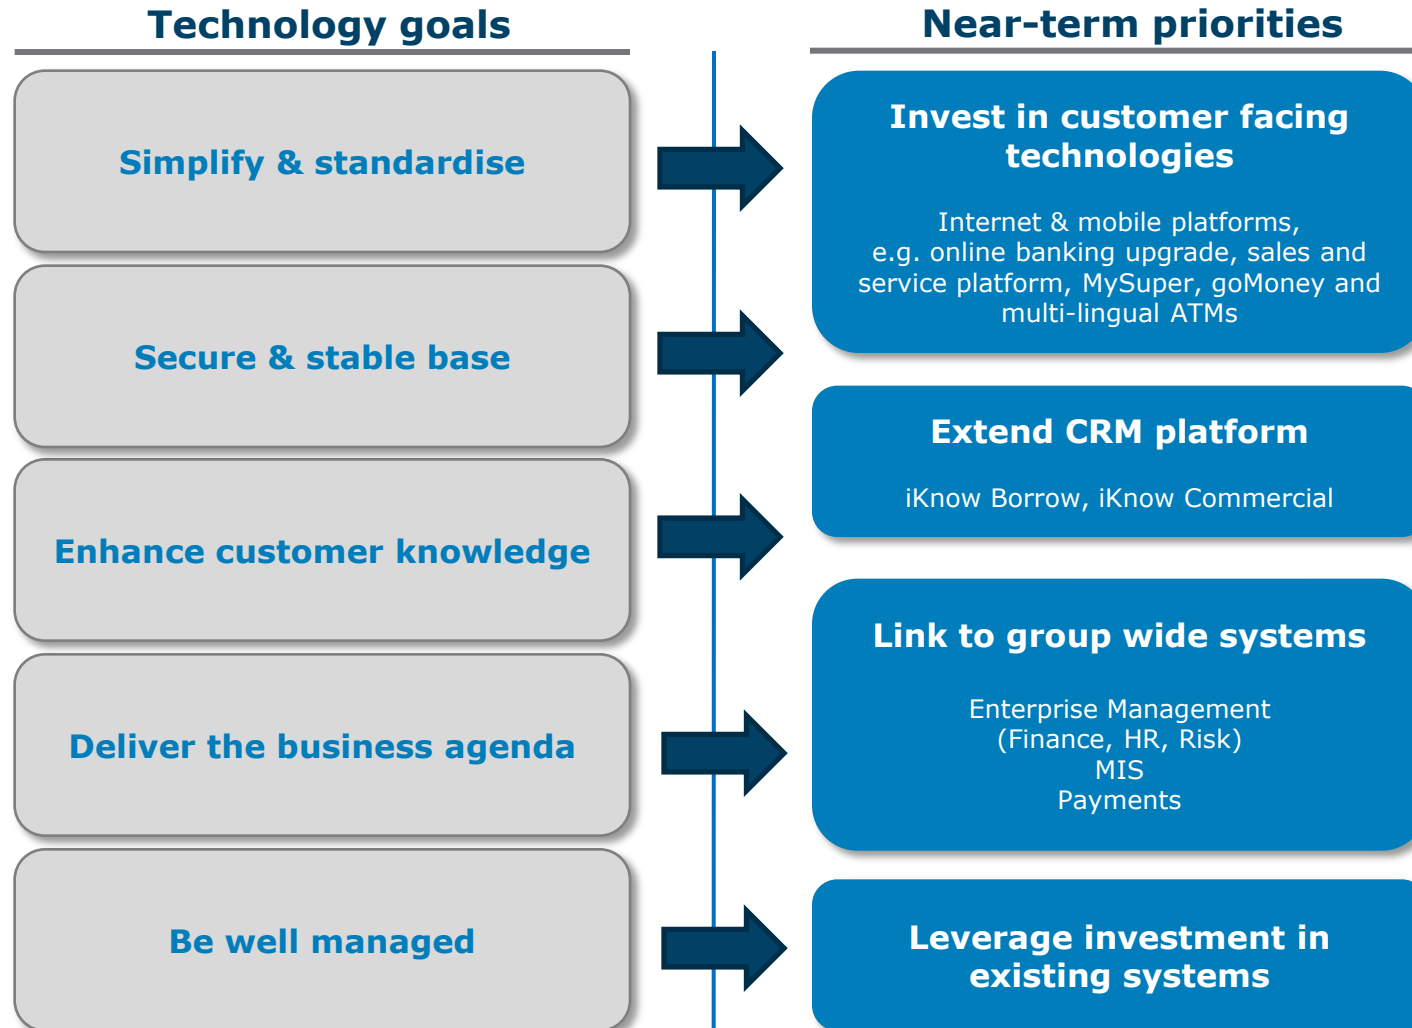 Technology goals
Simplify & standardise
Secure & stable base
Enhance customer knowledge
Deliver the business agenda
Be well managed
Near-term priorities
Invest in customer facing
technologies
Internet & mobile platforms,
e.g. online banking upgrade, sales and
service platform, MySuper, goMoney and
multi-lingual ATMs
Extend CRM platform
iKnow Borrow, iKnow Commercial
Link to group wide systems
Enterprise Management
(Finance, HR, Risk)
MIS
Payments
Leverage investment in
existing systems